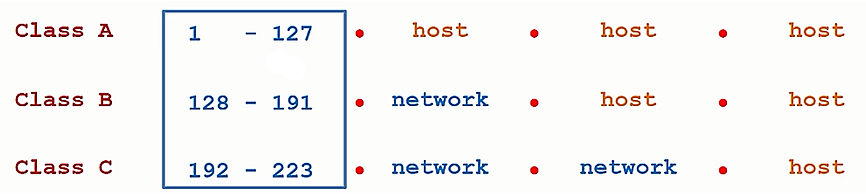 Class A 1 - 127 • host • host • host
Class B 128 - 191 • network • host • host
Class C 192 - 223 • network • network • host